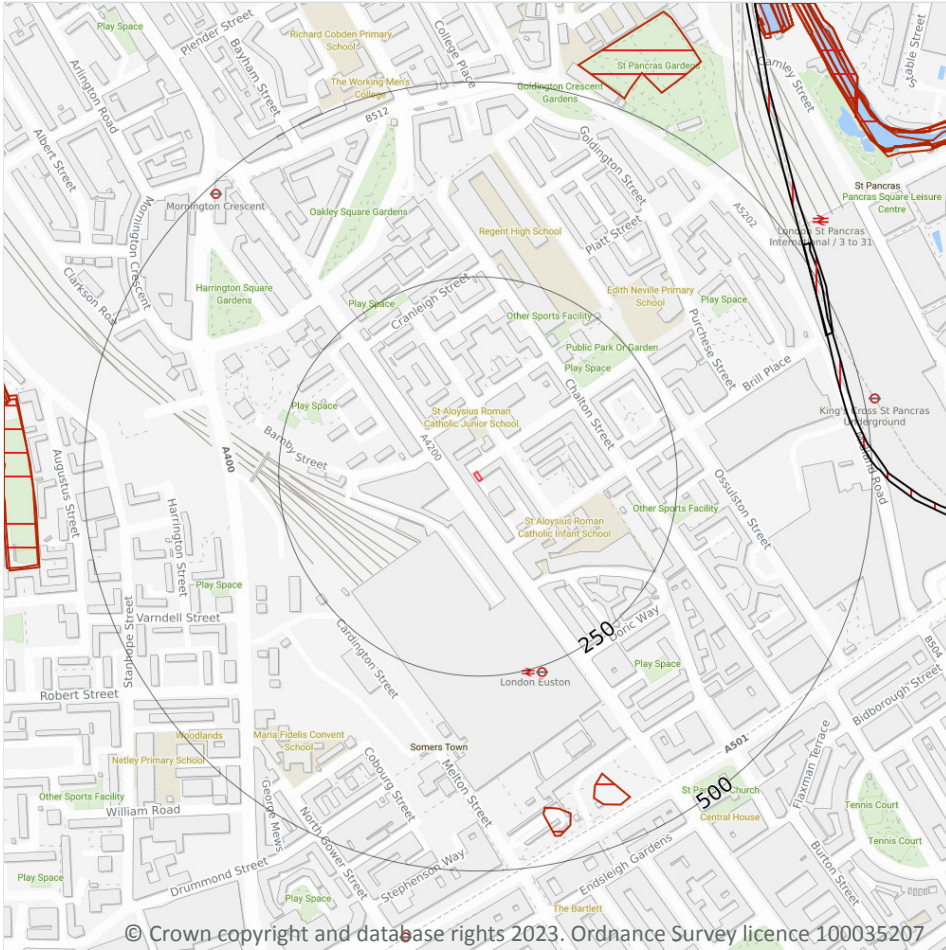 Play Space
Plender Street
Richard Cobden Primary
School
College Place
Bayham Street
Arlington Road
The Working Men's
College
St Pancras Gardens
Goldington Crescent
Gardens
Camley Street
Stable Street
B512
Albert Street
Goldington Street
Mornington Crescent
St Pancras
Pancras Square Leisure
Centre
Oakley Square Gardens
Regent High School
Platt Street
A5202
London St Pancras
International / 3 to 31
Mornington Crescent
Clarkson Row
Harrington Square
Gardens
Play Space
Cranleigh Street
Edith Neville Primary
School
Play Space
Other Sports Facility
Purchese Street
Public Park Or Garden
Play Space
Brill Place
Play Space
Chalton Street
St Aloysius Roman
Catholic Junior School
King's Cross St Pancras
Underground
Barnby Street
A400
A4200
Augustus Street
Midland Road
Ossulston Street
Harrington Street
Other Sports Facility
St Aloysius Roman
Catholic Infant School
Play Space
Varndell Street
Stanhope Street
250
Doric Way
Cardington Street
Play Space
B504
London Euston
Robert Street
Bidborough Street
Woodlands
Netley Primary School
Maria Fidelis Convent
School
Somers Town
A501
Flaxman Terrace
Cobourg Street
Melton Street
500
St Pancras Church
Central House
Other Sports Facility
William Road
George Mews
North Gower Street
Tennis Court
Tennis Court
Burton Street
Endsleigh Gardens
Stephenson Way
Drummond Street
Play Space
Play Space
The Bartlett
© Crown copyright and database rights 2023. Ordnance Survey licence 100035207